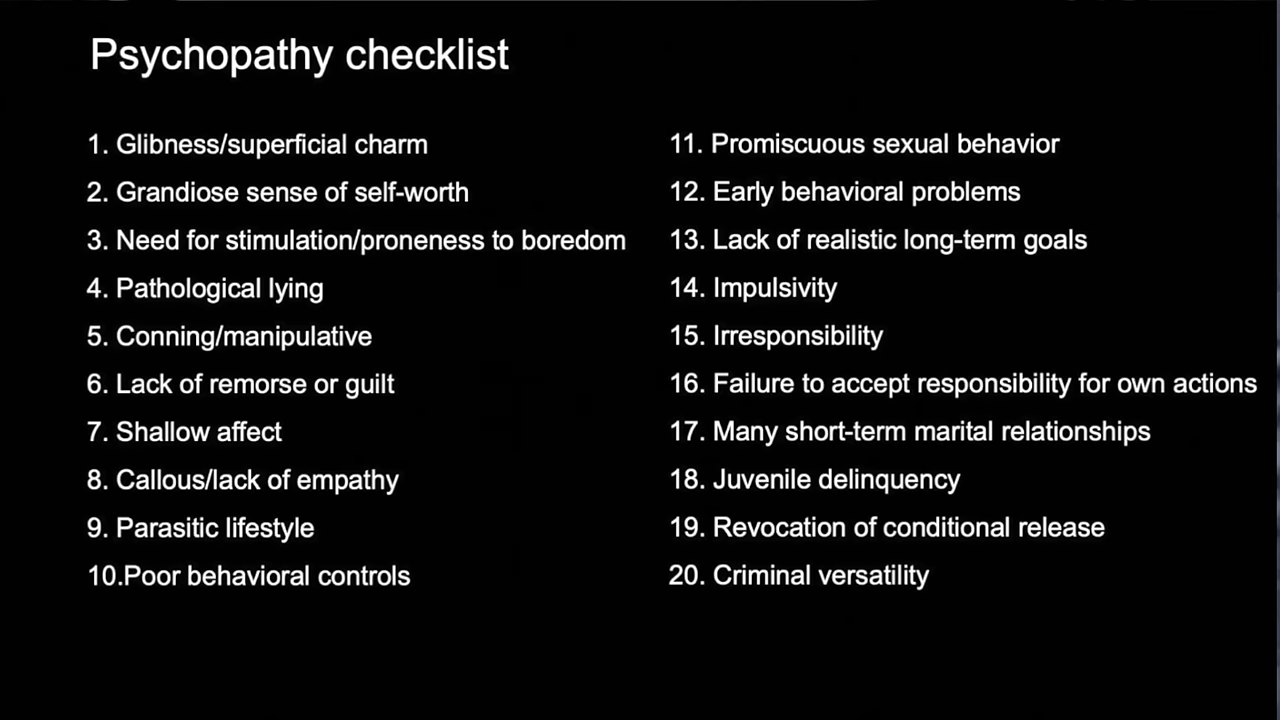 Psychopathy checklist
1. Glibness/superficial charm
2. Grandiose sense of self-worth
3. Need for stimulation/proneness to boredom
4. Pathological lying
5. Conning/manipulative
6. Lack of remorse or guilt
7. Shallow affect
8. Callous/lack of empathy
9. Parasitic lifestyle
10.Poor behavioral controls
11. Promiscuous sexual behavior
12. Early behavioral problems
13. Lack of realistic long-term goals
14. Impulsivity
15. Irresponsibility
16. Failure to accept responsibility for own actions
17. Many short-term marital relationships
18. Juvenile delinquency
19. Revocation of conditional release
20. Criminal versatility